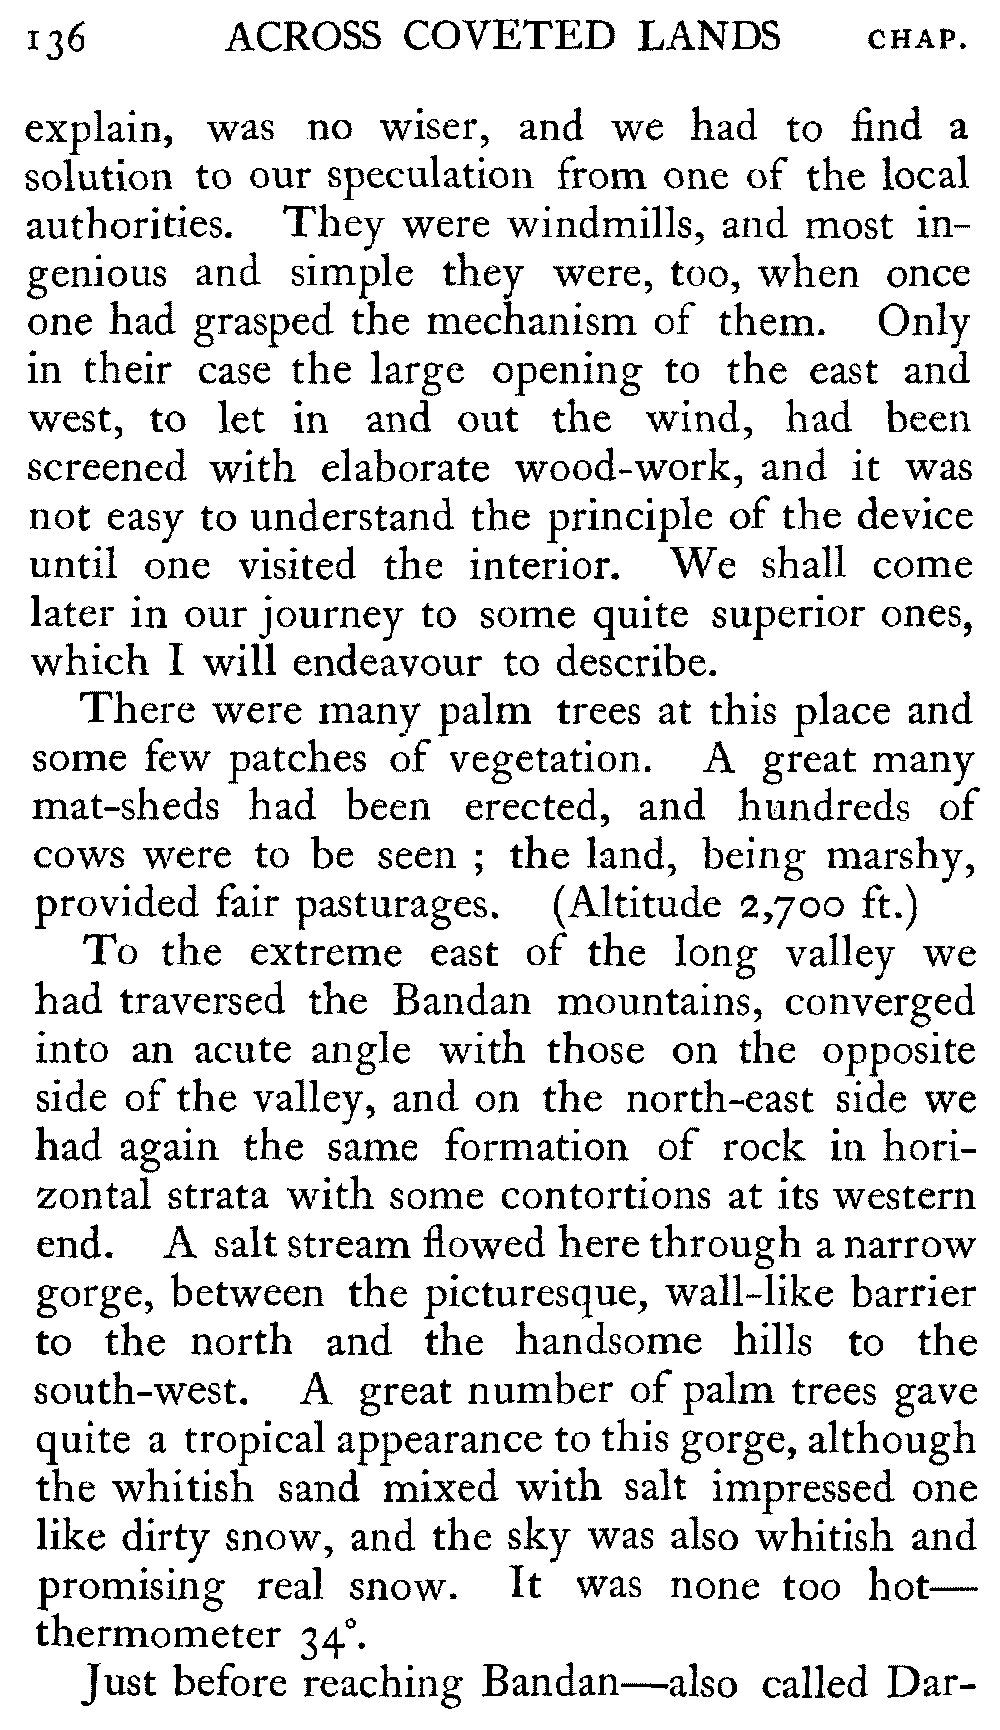 136 ACROSS COVETED LANDS CHAP.
explain, was no wiser, and we had to find a
solution to our speculation from one of the local
authorities. They were windmills, and most in-
genious and simple they were, too, when once
one had grasped the mechanism of them. Only
in their case the large opening to the east and
west, to let in and out the wind, had been
screened with elaborate wood-work, and it was
not easy to understand the principle of the device
until one visited the interior. We shall come
later in our journey to some quite superior ones,
which I will endeavour to describe.
There were many palm trees at this place and
some few patches of vegetation. A great many
mat-sheds had been erected, and hundreds of
cows were to be seen ; the land, being marshy,
provided fair pasturages. (Altitude 2,700 ft.)
To the extreme east of the long valley we
had traversed the Bandan mountains, converged
into an acute angle with those on the opposite
side of the valley, and on the north-east side we
had again the same formation of rock in hori-
zontal strata with some contortions at its western
end. A salt stream flowed here through a narrow
gorge, between the picturesque, wall-like barrier
to the north and the handsome hills to the
south-west. A great number of palm trees gave
quite a tropical appearance to this gorge, although
the whitish sand mixed with salt impressed one
like dirty snow, and the sky was also whitish and
promising real snow. It was none too hot—
thermometer 34°.
Just before reaching Bandan—also called Dar-